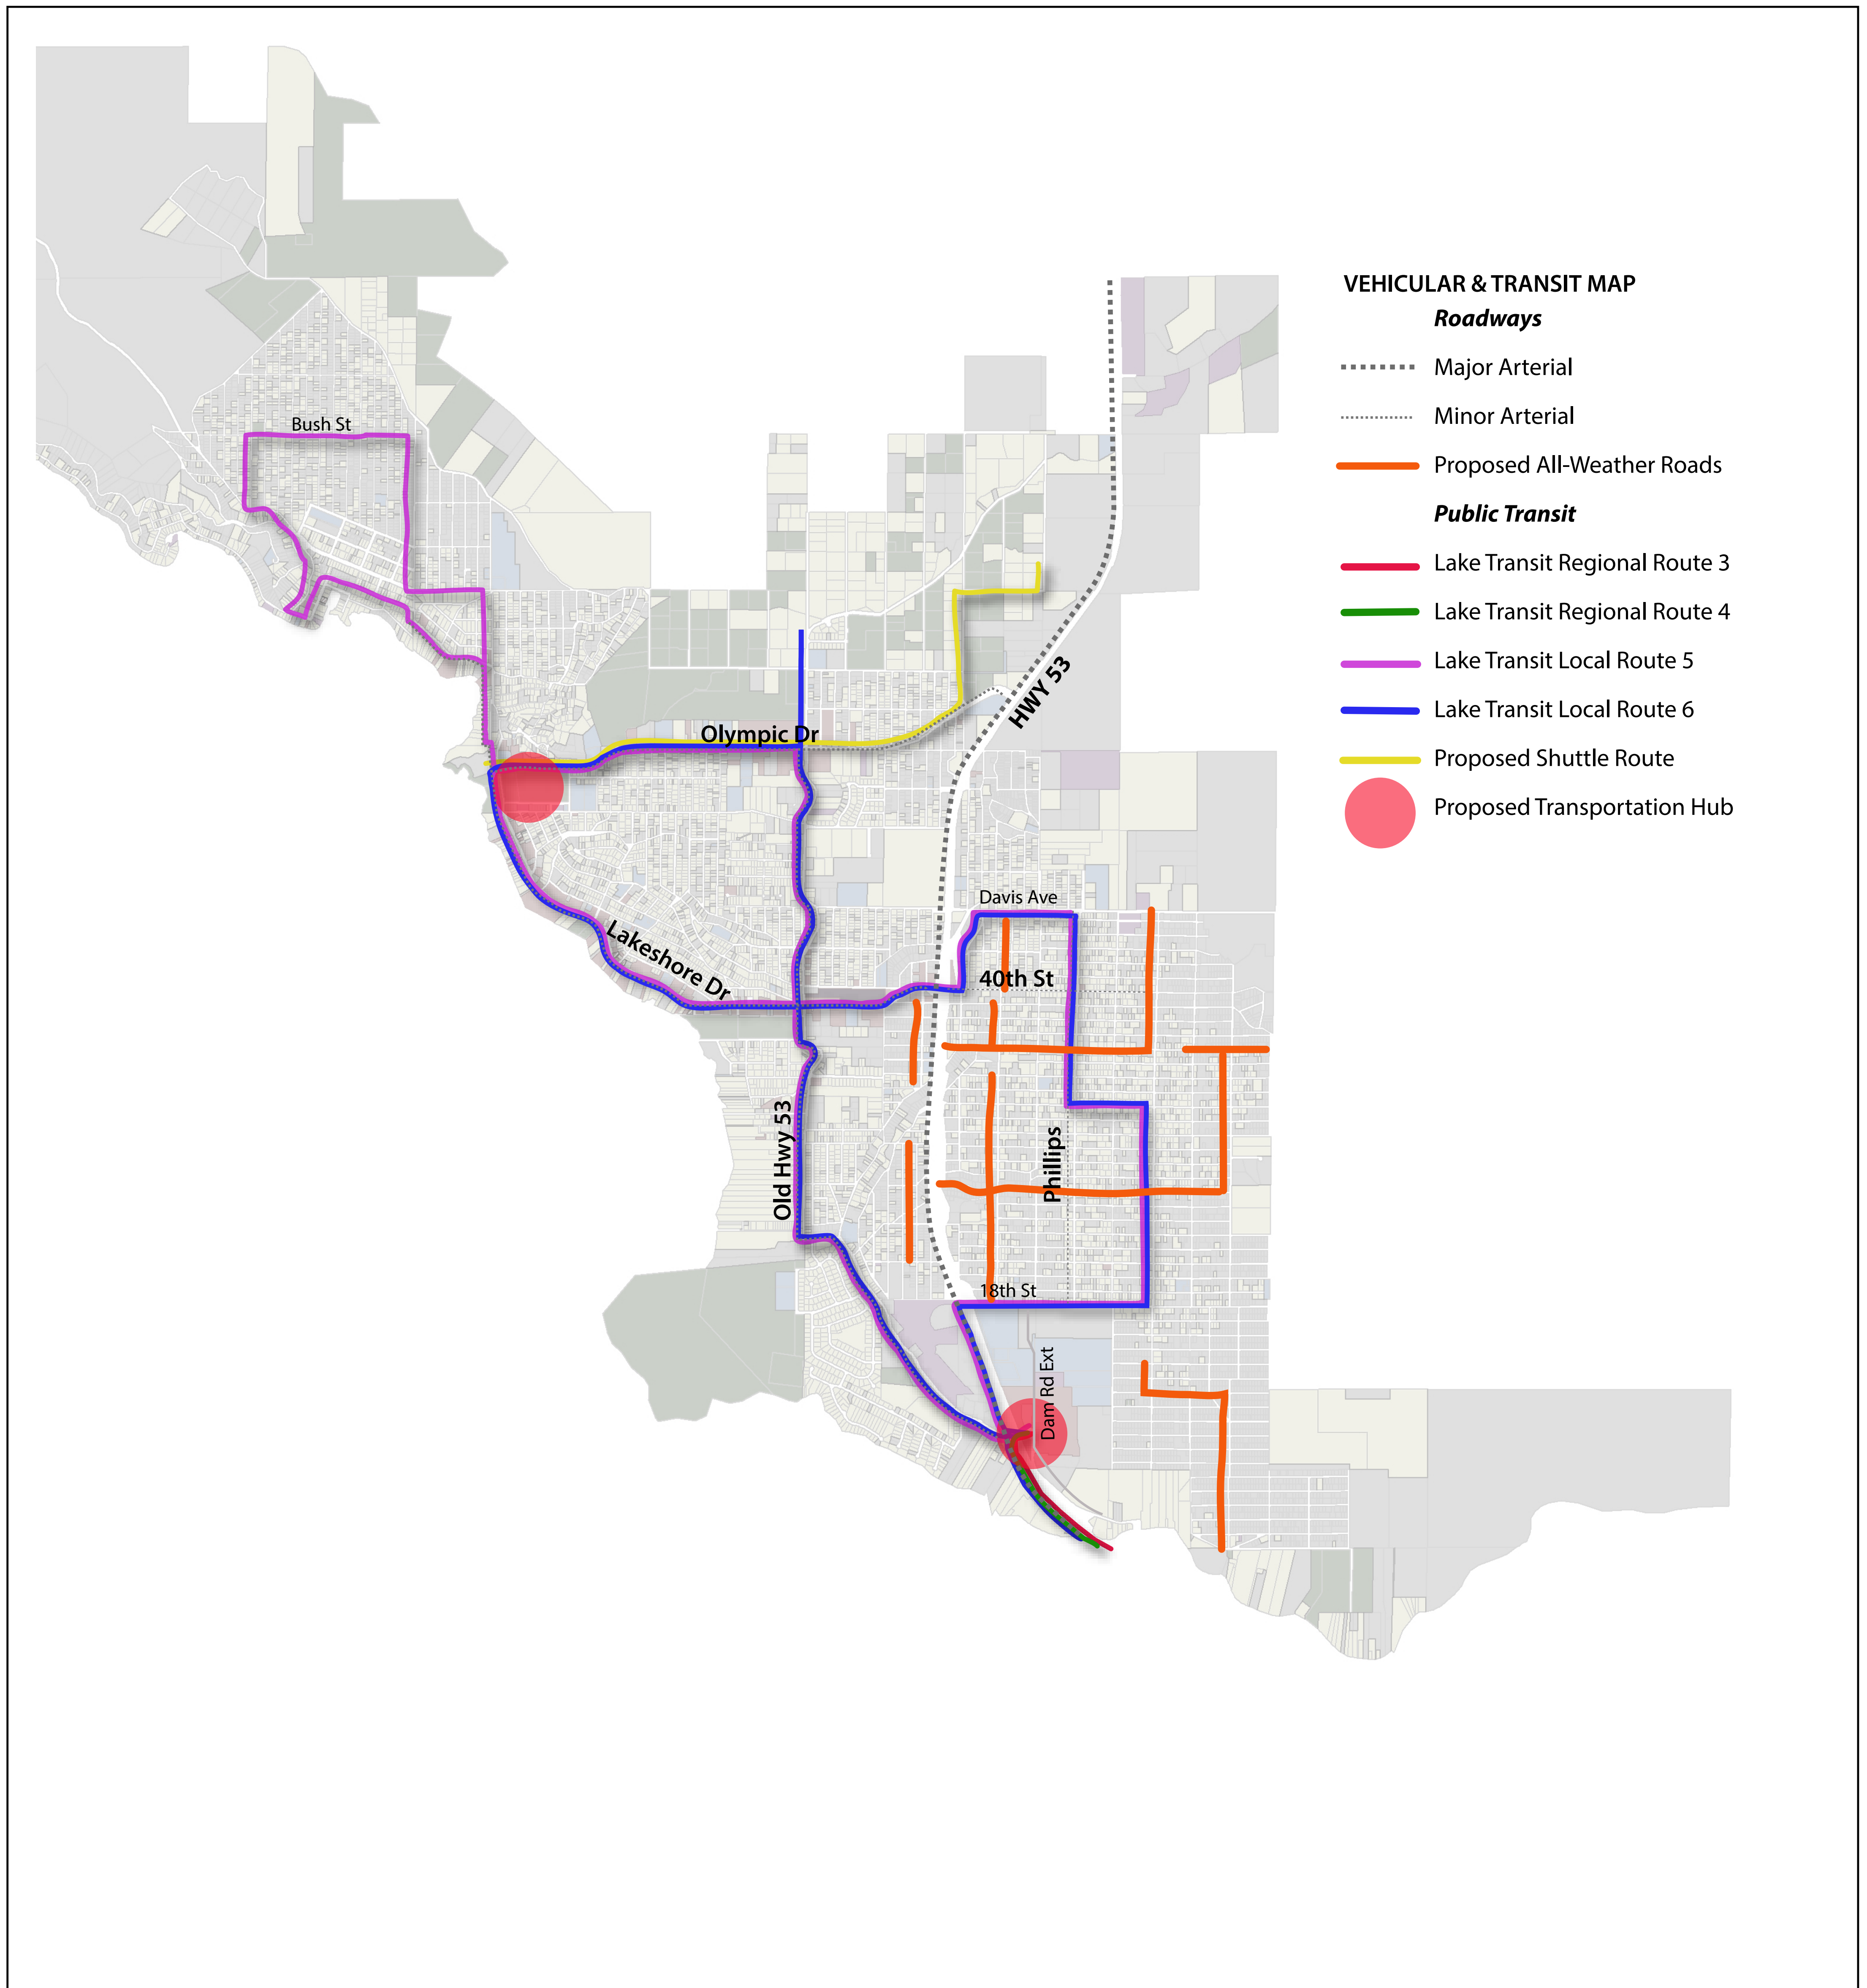 VEHICULAR & TRANSIT MAP
Roadways
Major Arterial
Minor Arterial
Proposed All-Weather Roads
Public Transit
Lake Transit Regional Route 3
Lake Transit Regional Route 4
Lake Transit Local Route 5
Lake Transit Local Route 6
Proposed Shuttle Route
Proposed Transportation Hub
Bush St
HWY 53
Olympic Dr
Davis Ave
Lakeshore Dr
40th St
Old Hwy 53
Phillips
18th St
Dam Rd Ext